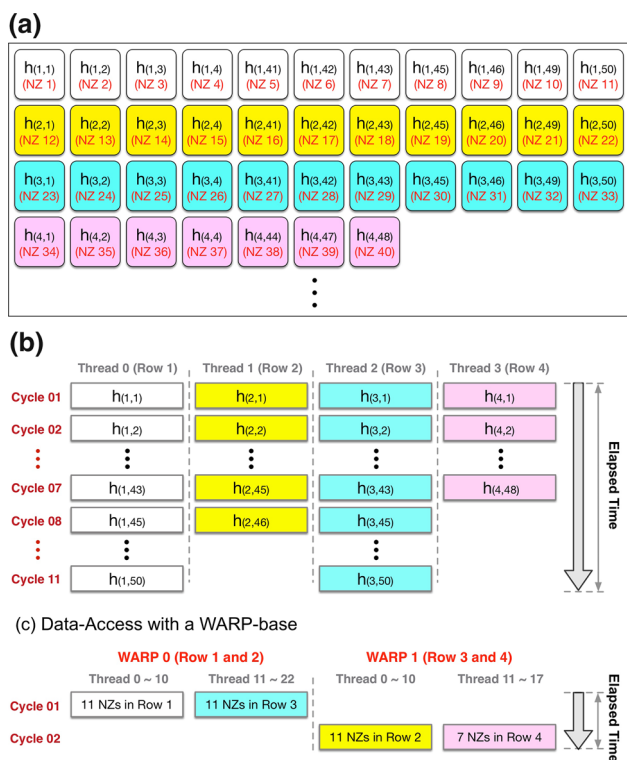 (a)
h(1,1) h(1,2) h(1,3) h(1,4) h(1,41) h(1,42) h(1,43) h(1,45) h(1,46) h(1,49) h(1,50)
(NZ 1) (NZ 2) (NZ 3) (NZ 4) (NZ 5) (NZ 6) (NZ 7) (NZ 8) (NZ 9) (NZ 10) (NZ 11)
h(2,1) h(2,2) h(2,3) h(2,4) h(2,41) h(2,42) h(2,43) h(2,45) h(2,46) h(2,49) h(2,50)
(NZ 12) (NZ 13) (NZ 14) (NZ 15) (NZ 16) (NZ 17) (NZ 18) (NZ 19) (NZ 20) (NZ 21) (NZ 22)
h(3,1) h(3,2) h(3,3) h(3,4) h(3,41) h(3,42) h(3,43) h(3,45) h(3,46) h(3,49) h(3,50)
(NZ 23) (NZ 24) (NZ 25) (NZ 26) (NZ 27) (NZ 28) (NZ 29) (NZ 30) (NZ 31) (NZ 32) (NZ 33)
h(4,1) h(4,2) h(4,3) h(4,4) h(4,44) h(4,47) h(4,48)
(NZ 34) (NZ 35) (NZ 36) (NZ 37) (NZ 38) (NZ 39) (NZ 40)
(b)
Thread 0 (Row 1) Thread 1 (Row 2) Thread 2 (Row 3) Thread 3 (Row 4)
Cycle 01 h(1,1) h(2,1) h(3,1) h(4,1)
Cycle 02 h(1,2) h(2,2) h(3,2) h(4,2)
Cycle 07 h(1,43) h(2,45) h(3,43) h(4,48)
Cycle 08 h(1,45) h(2,46) h(3,45)
Cycle 11 h(1,50) h(3,50)
Elapsed Time
(c) Data-Access with a WARP-base
WARP 0 (Row 1 and 2) WARP 1 (Row 3 and 4)
Thread 0 ~ 10 Thread 11 ~ 22 Thread 0 ~ 10 Thread 11 ~ 17
Cycle 01 11 NZs in Row 1 11 NZs in Row 3
Cycle 02 11 NZs in Row 2 7 NZs in Row 4
Elapsed Time